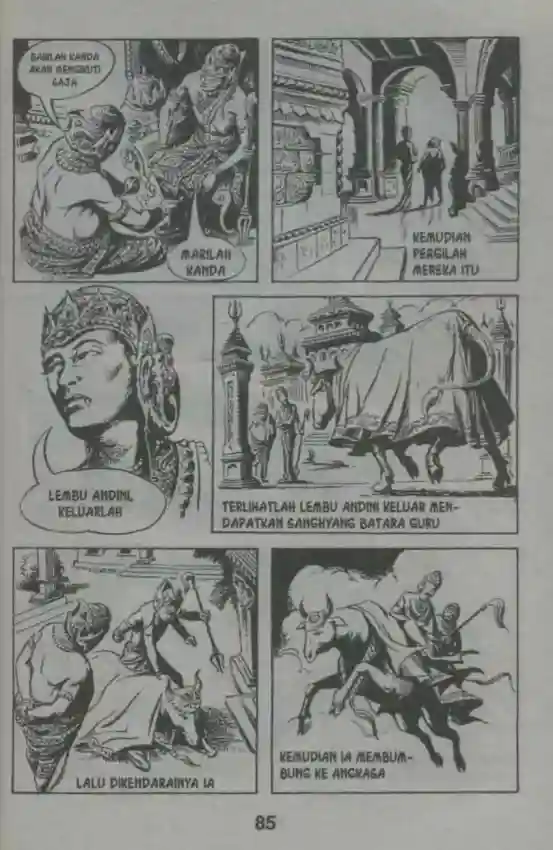 BAIKLAH KANDA
AKAN MENGIKUTI
SAJA
MARILAH
KANDA
KEMUDIAN
PERGILAH
MEREKA ITU
LEMBU ANDINI,
KELUARLAH
TERLIHATLAH LEMBU ANDINI KELUAR MEN-
DAPATKAN SANGHYANG BATARA GURU
LALU DIKENDARAINYA IA
KEMUDIAN IA MEMBUM-
BUNG KE ANGKASA
85